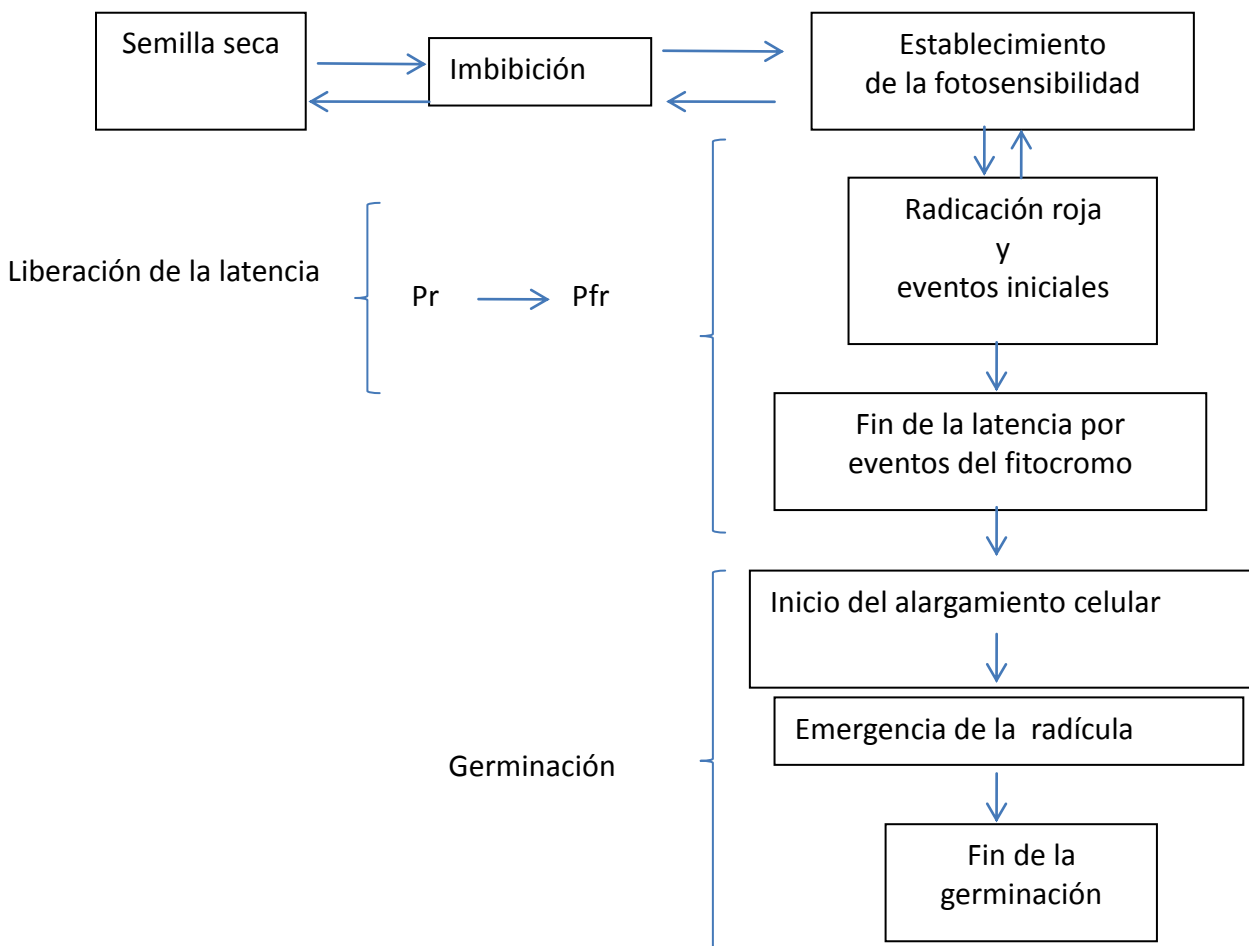 Semilla seca
Imbibición
Establecimiento
de la fotosensibilidad
Radicación roja
y
eventos iniciales
Liberación de la latencia
Pr
Pfr
Fin de la latencia por
eventos del fitocromo
Inicio del alargamiento celular
Emergencia de la radícula
Germinación
Fin de la
germinación